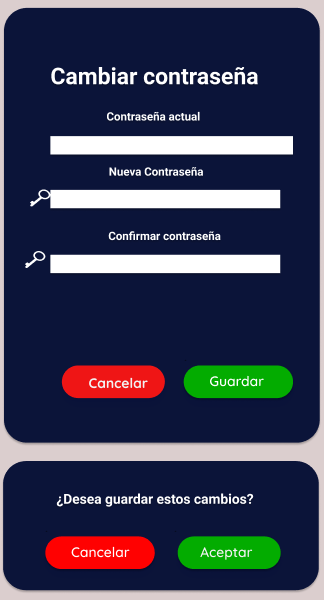 Cambiar contraseña
Contraseña actual
Nueva Contraseña
Confirmar contraseña
Cancelar
Guardar
¿Desea guardar estos cambios?
Cancelar
Aceptar